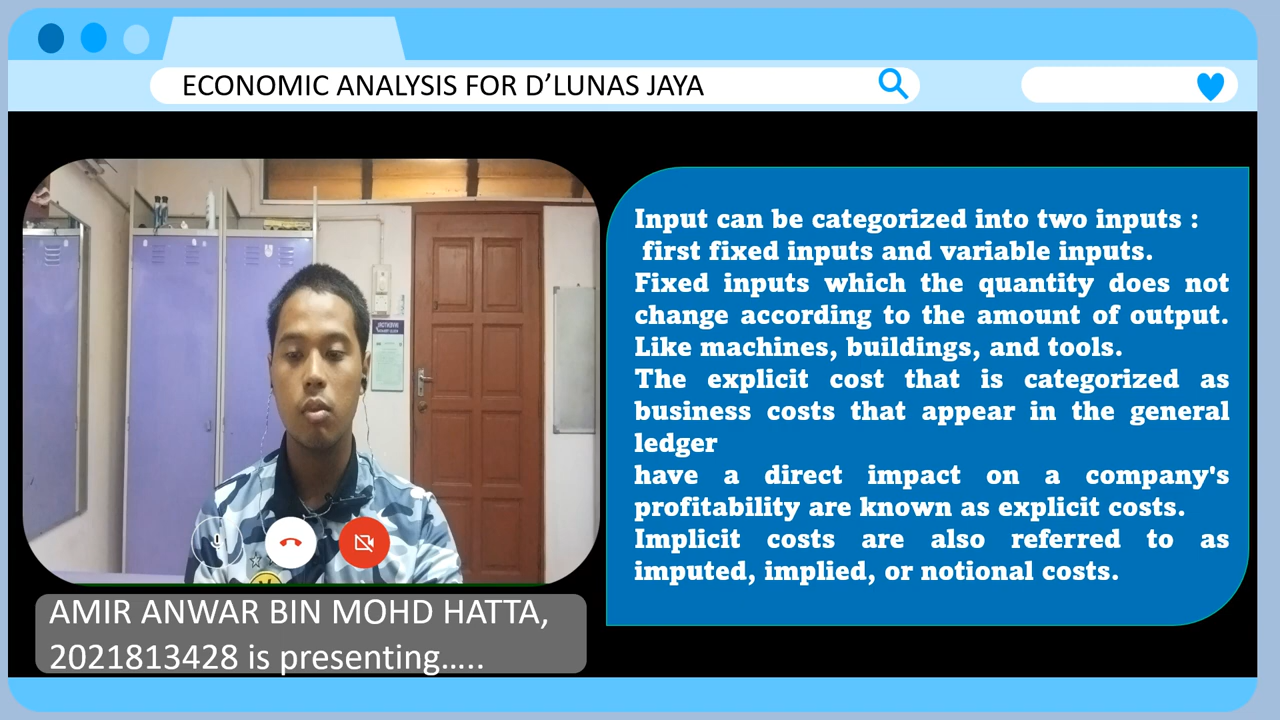 ECONOMIC ANALYSIS FOR D'LUNAS JAYA
Input can be categorized into two inputs :
first fixed inputs and variable inputs.
Fixed inputs which the quantity does not
change according to the amount of output.
Like machines, buildings, and tools.
The explicit cost that is categorized as
business costs that appear in the general
ledger
have a direct impact on a company's
profitability are known as explicit costs.
Implicit costs are also referred to as
imputed, implied, or notional costs.
AMIR ANWAR BIN MOHD HATTA,
2021813428 is presenting.....